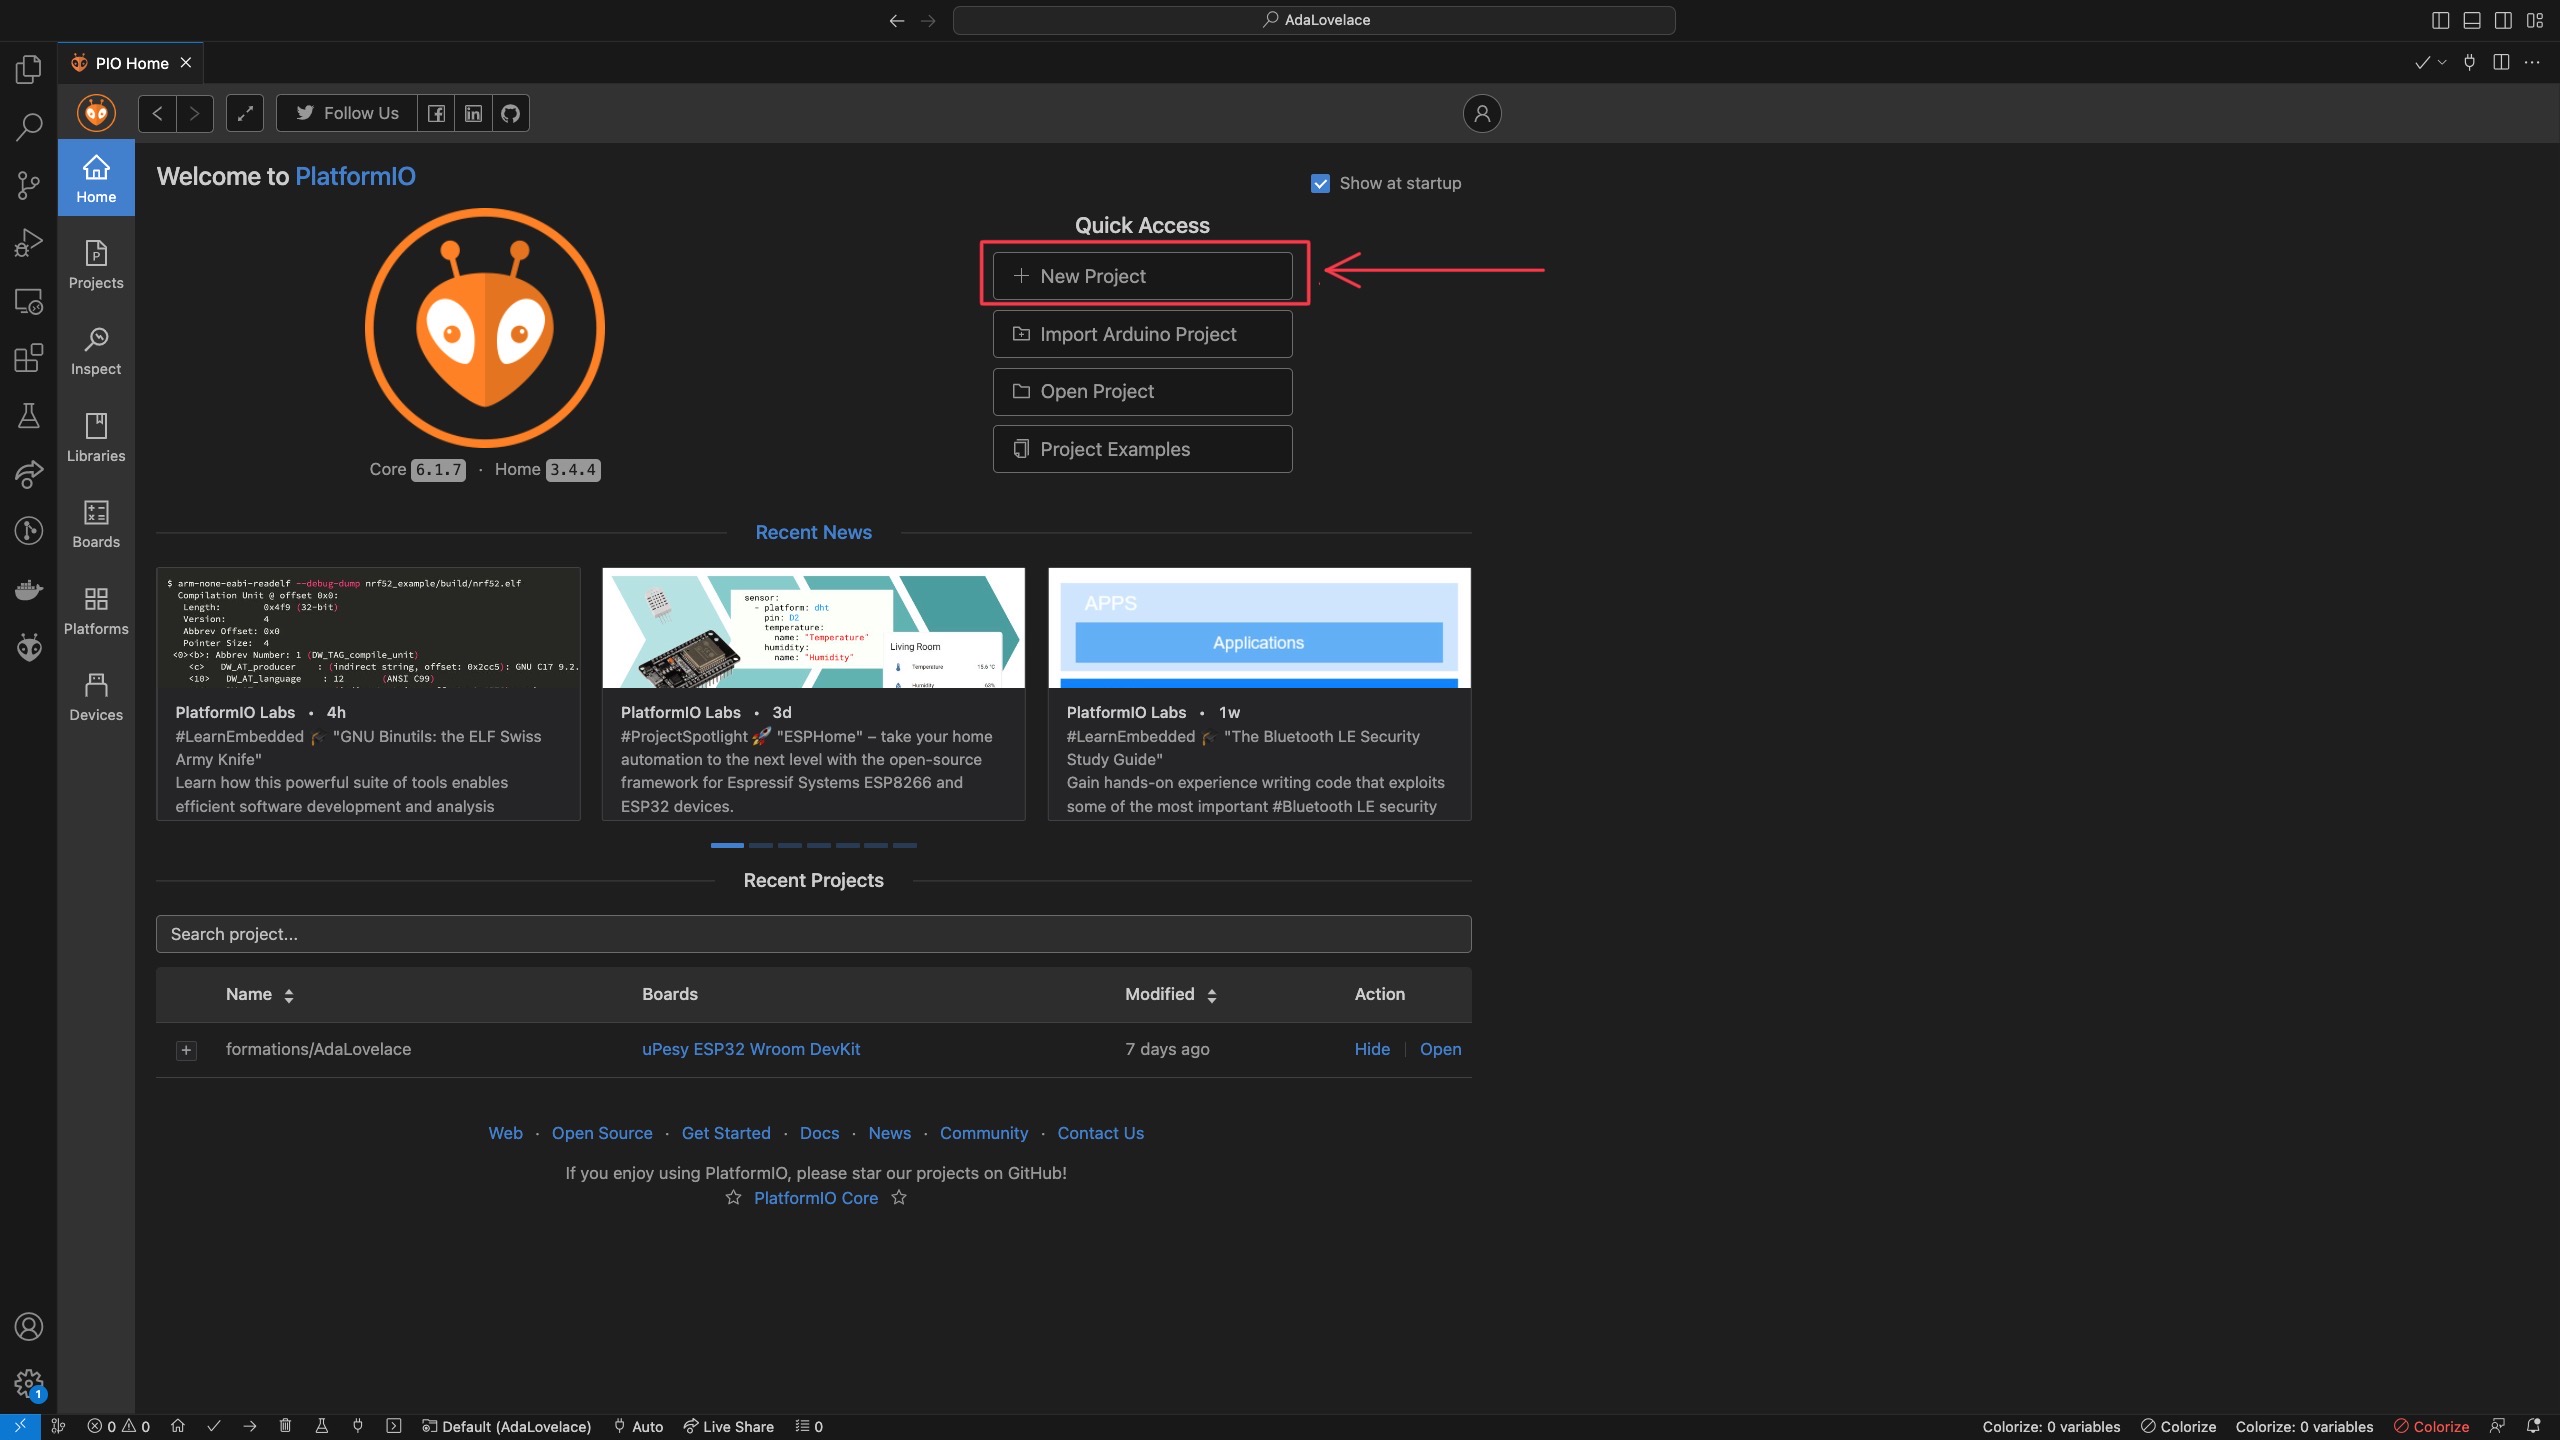 AdaLovelace
PIO Home
Follow Us
Home
Projects
Inspect
Libraries
Boards
Platforms
Devices
Welcome to PlatformIO
Show at startup
Core 6.1.7 · Home 3.4.4
Quick Access
New Project
Import Arduino Project
Open Project
Project Examples
Recent News
$ arm-none-eabi-readelf --debug-dump nrf52_example/build/nrf52.elf
Compilation Unit @ offset 0x0:
Length: 0x4f9 (32-bit)
Version: 4
Abbrev Offset: 0x0
Pointer Size: 4
<0><b>: Abbrev Number: 1 (DW_TAG_compile_unit)
<c> DW_AT_producer : (indirect string, offset: 0x2cc5): GNU C17 9.2.
<10> DW_AT_language : 12 (ANSI C99)
PlatformIO Labs • 4h
#LearnEmbedded 🎓 "GNU Binutils: the ELF Swiss
Army Knife"
Learn how this powerful suite of tools enables
efficient software development and analysis
sensor:
- platform: dht
pin: D2
temperature:
name: "Temperature"
humidity:
name: "Humidity"
Living Room
Temperature 15.6 °C
Humidity 63%
PlatformIO Labs • 3d
#ProjectSpotlight 🚀 "ESPHome" – take your home
automation to the next level with the open-source
framework for Espressif Systems ESP8266 and
ESP32 devices.
APPS
Applications
PlatformIO Labs • 1w
#LearnEmbedded 🎓 "The Bluetooth LE Security
Study Guide"
Gain hands-on experience writing code that exploits
some of the most important #Bluetooth LE security
Recent Projects
Search project...
Name Boards Modified Action
formations/AdaLovelace uPesy ESP32 Wroom DevKit 7 days ago Hide Open
Web · Open Source · Get Started · Docs · News · Community · Contact Us
If you enjoy using PlatformIO, please star our projects on GitHub!
PlatformIO Core
1
0 0 Default (AdaLovelace) Auto Live Share 0 Colorize: 0 variables Colorize Colorize: 0 variables Colorize